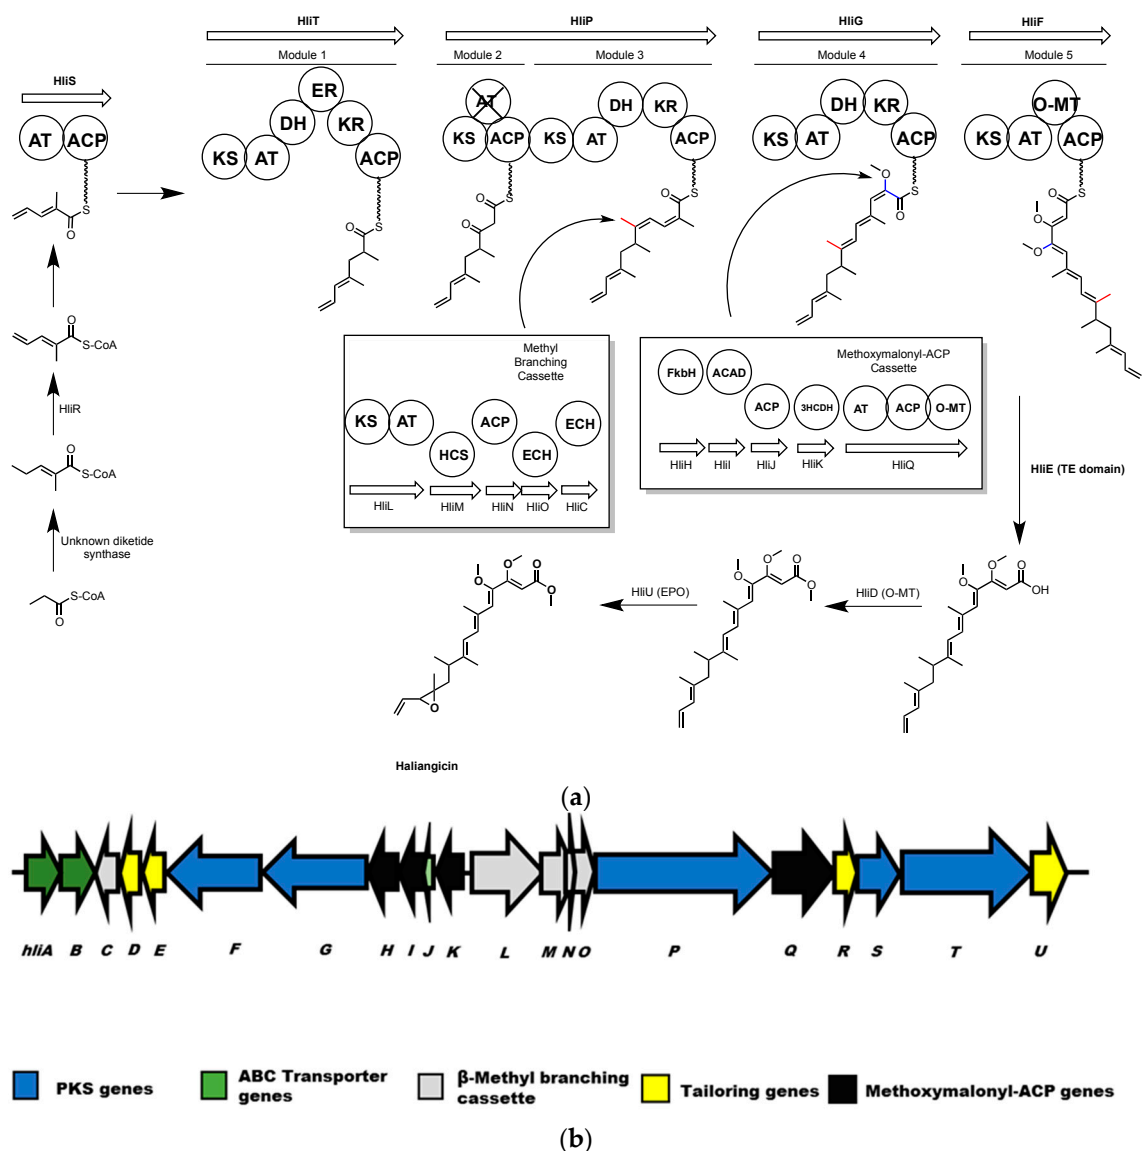 HliT
HliP
HliG
HliF
Module 1
Module 2
Module 3
Module 4
Module 5
HliS
AT ACP
KS AT DH ER KR ACP
KS AT ACP
KS AT DH KR ACP
KS AT DH KR ACP
KS AT O-MT ACP
S
O
S
O
S
O
O
S
O
O
S
O
O
S
O
O
O
S-CoA
HliR
O
S-CoA
Unknown diketide
synthase
S-CoA
O
Methyl
Branching
Cassette
KS AT
HCS
ACP
ECH
ECH
HliL
HliM
HliN
HliO
HliC
Methoxymalonyl-ACP
Cassette
FkbH
ACAD
ACP
3HCDH
AT ACP O-MT
HliH
HliI
HliJ
HliK
HliQ
HliE (TE domain)
O
O
O
OH
HliD (O-MT)
O
O
O
O
HliU (EPO)
O
O
O
O
O
Haliangicin
(a)
hliA B C D E F G H I J K L M N O P Q R S T U
PKS genes
ABC Transporter
genes
β-Methyl branching
cassette
Tailoring genes
Methoxymalonyl-ACP genes
(b)